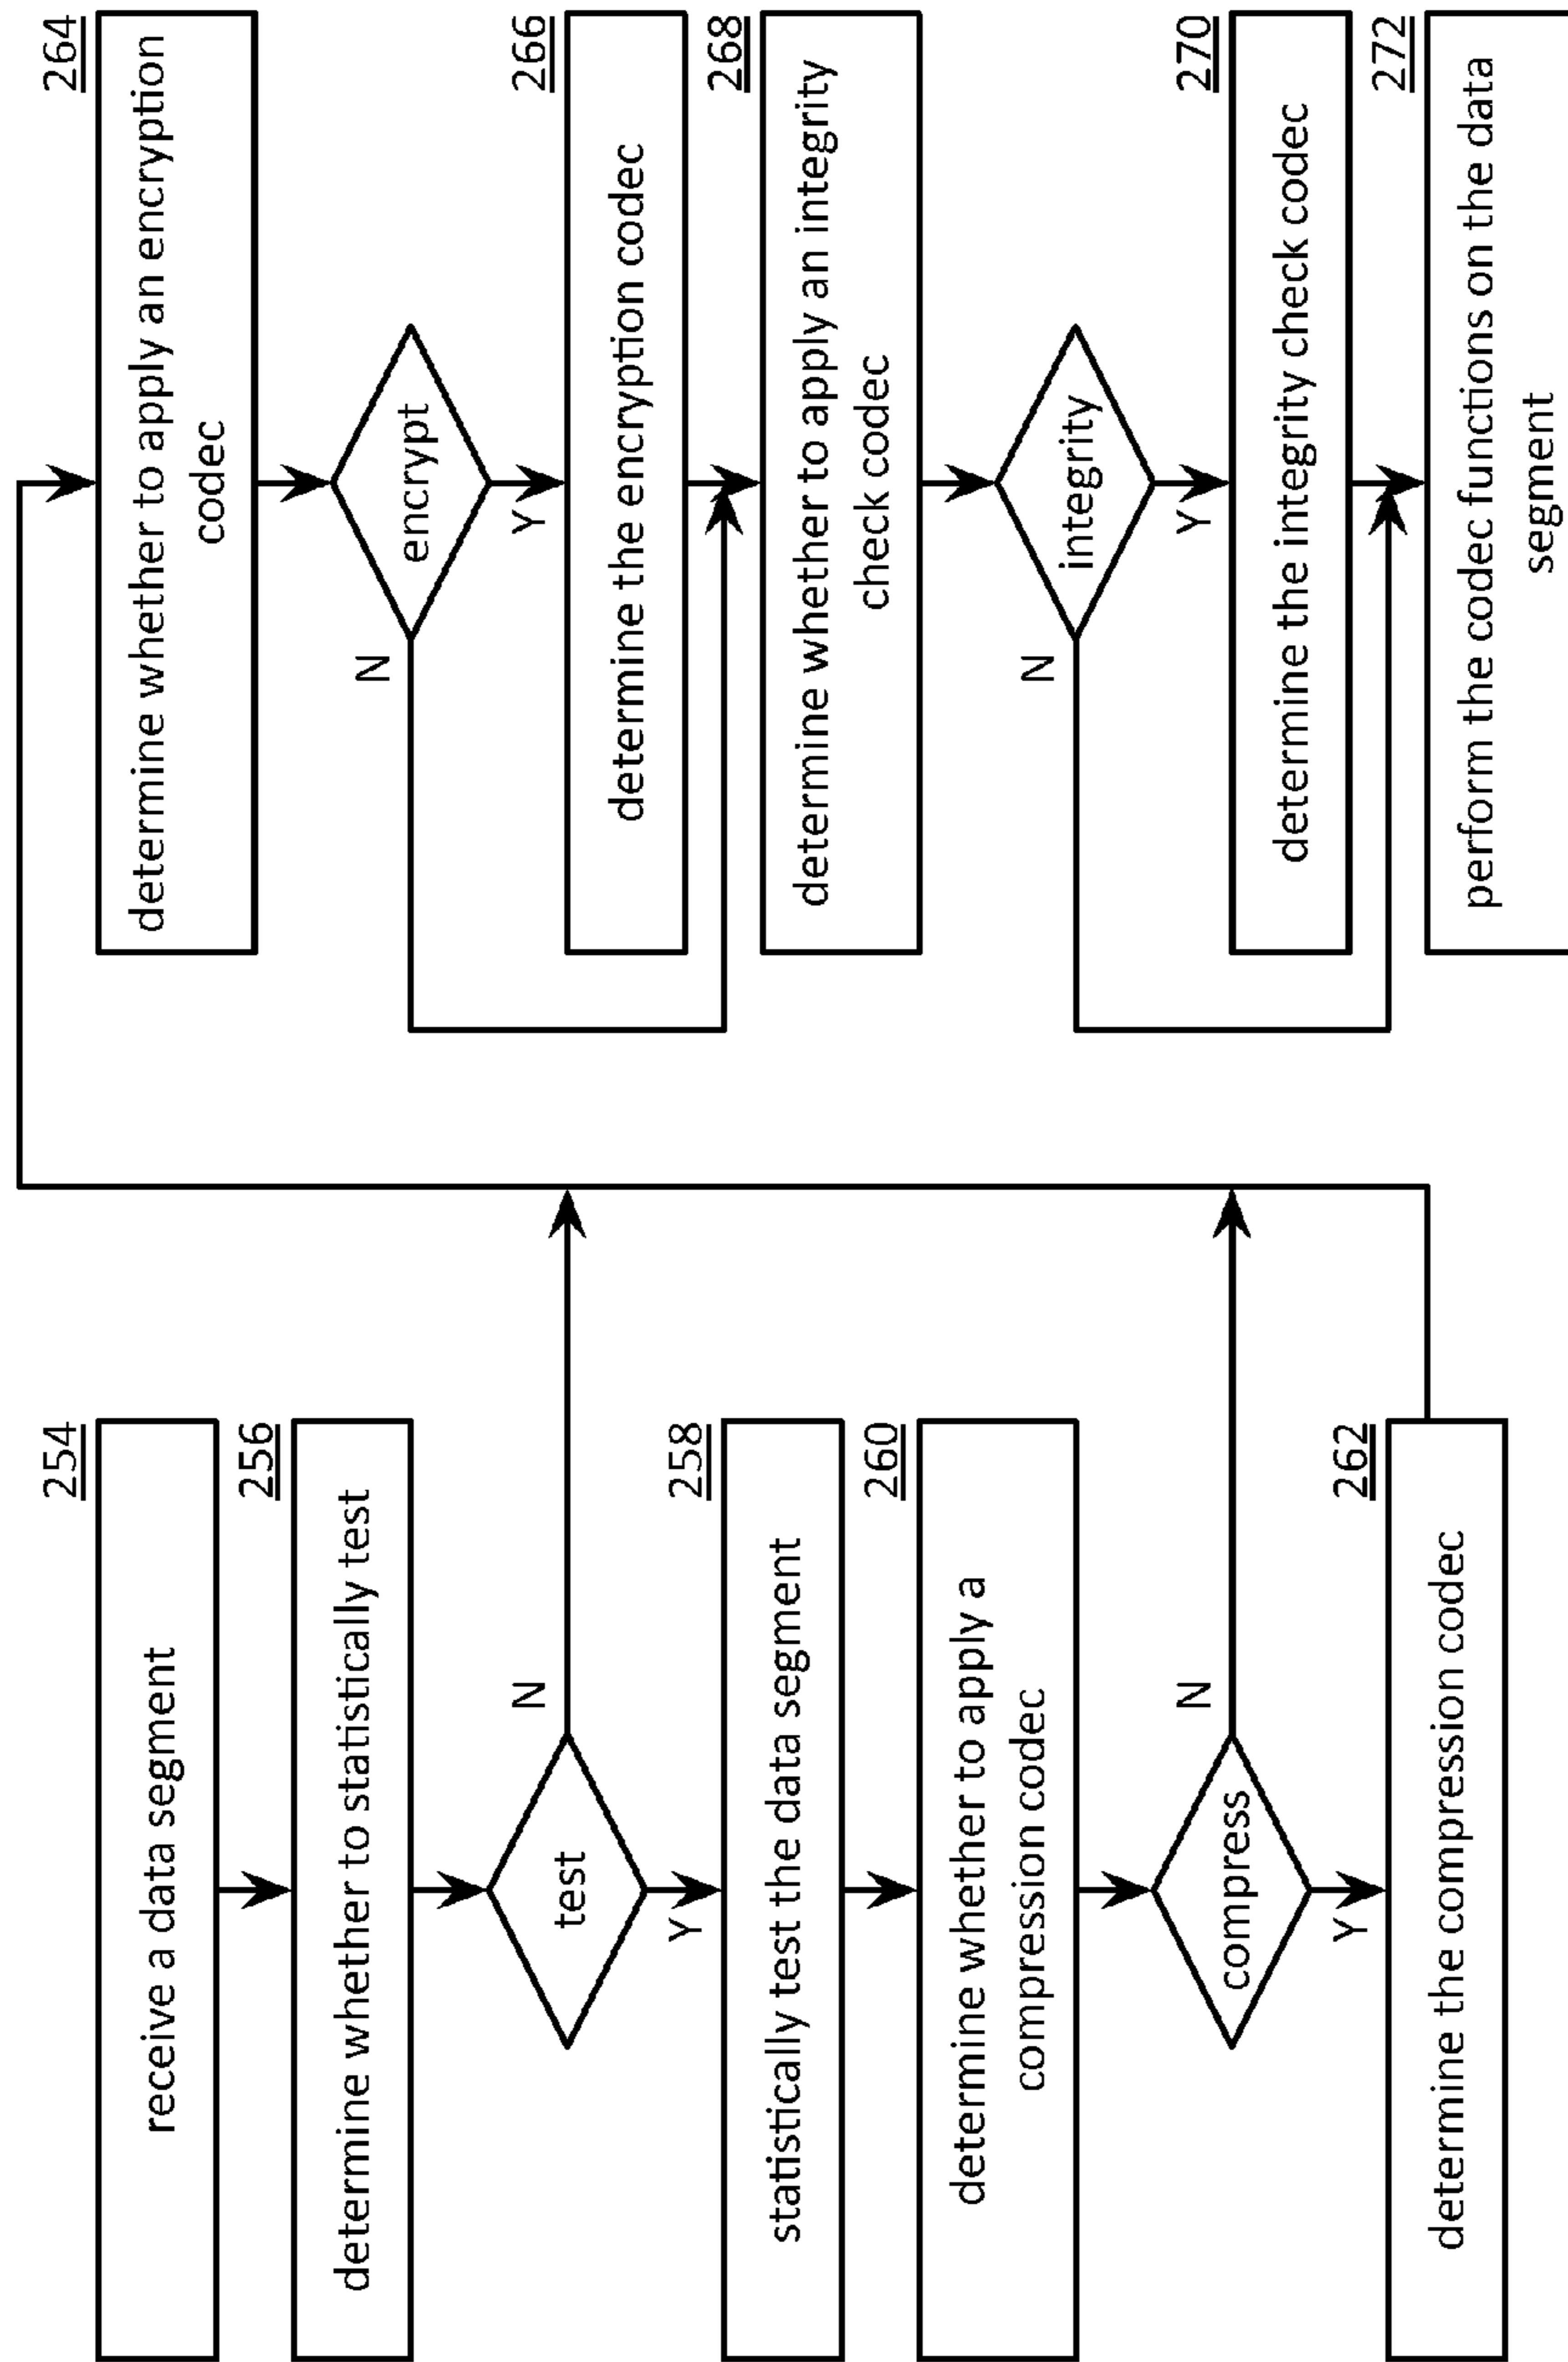 254
receive a data segment
256
determine whether to statistically test
test
N
Y
258
statistically test the data segment
260
determine whether to apply a
compression codec
compress
N
Y
262
determine the compression codec
264
determine whether to apply an encryption
codec
encrypt
N
Y
266
determine the encryption codec
268
determine whether to apply an integrity
check codec
integrity
N
Y
270
determine the integrity check codec
272
perform the codec functions on the data
segment